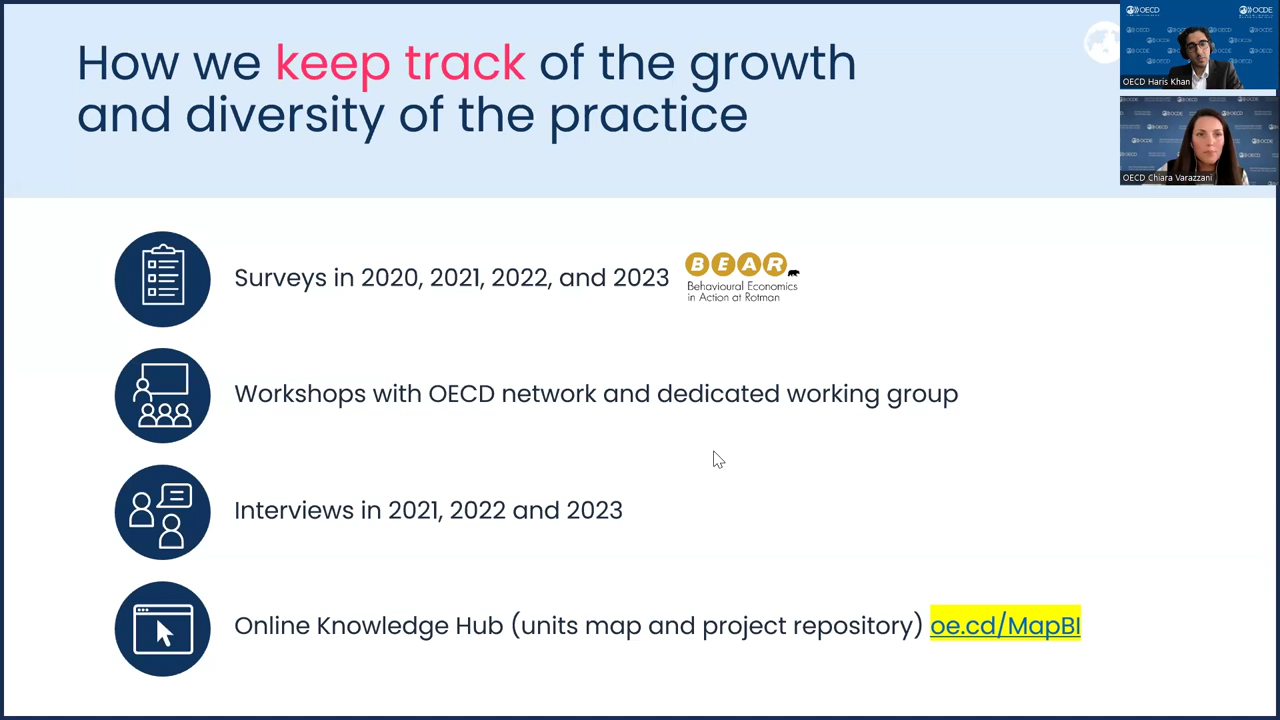 How we keep track of the growth
and diversity of the practice
OECD
OCDE
OECD Haris Khan
OECD Chiara Varazzani
Surveys in 2020, 2021, 2022, and 2023
BEAR
Behavioural Economics
in Action at Rotman
Workshops with OECD network and dedicated working group
Interviews in 2021, 2022 and 2023
Online Knowledge Hub (units map and project repository) oe.cd/MapBI